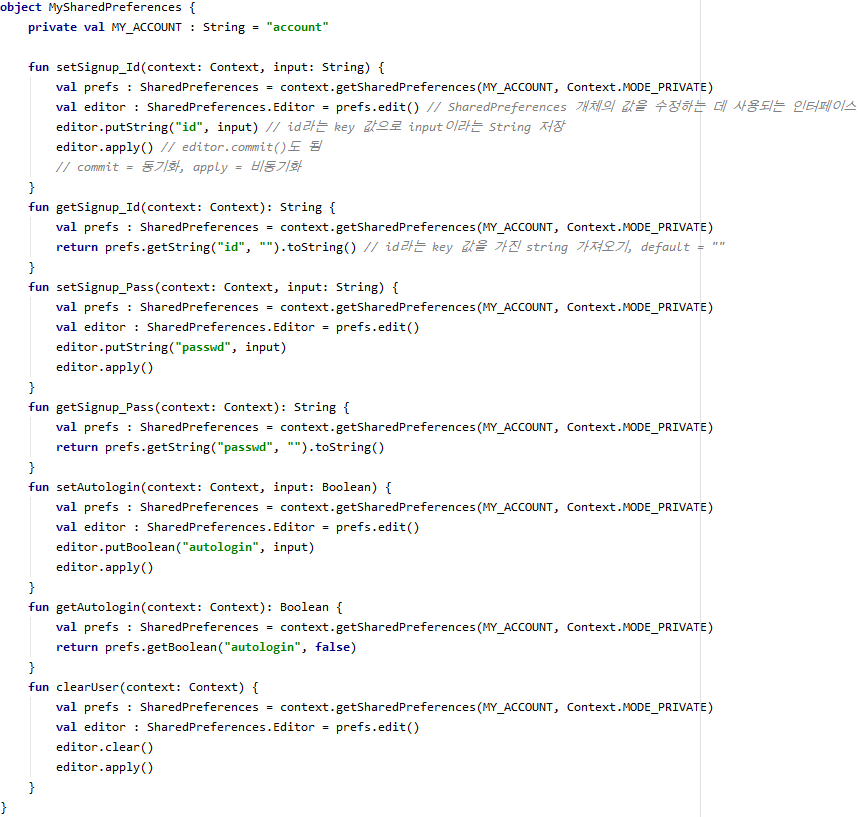 object MySharedPreferences {
    private val MY_ACCOUNT : String = "account"

    fun setSignup_Id(context: Context, input: String) {
        val prefs : SharedPreferences = context.getSharedPreferences(MY_ACCOUNT, Context.MODE_PRIVATE)
        val editor : SharedPreferences.Editor = prefs.edit() // SharedPreferences 개체의 값을 수정하는 데 사용되는 인터페이스
        editor.putString("id", input) // id라는 key 값으로 input이라는 String 저장
        editor.apply() // editor.commit()도 됨
        // commit = 동기화, apply = 비동기화
    }
    fun getSignup_Id(context: Context): String {
        val prefs : SharedPreferences = context.getSharedPreferences(MY_ACCOUNT, Context.MODE_PRIVATE)
        return prefs.getString("id", "").toString() // id라는 key 값을 가진 string 가져오기, default = ""
    }
    fun setSignup_Pass(context: Context, input: String) {
        val prefs : SharedPreferences = context.getSharedPreferences(MY_ACCOUNT, Context.MODE_PRIVATE)
        val editor : SharedPreferences.Editor = prefs.edit()
        editor.putString("passwd", input)
        editor.apply()
    }
    fun getSignup_Pass(context: Context): String {
        val prefs : SharedPreferences = context.getSharedPreferences(MY_ACCOUNT, Context.MODE_PRIVATE)
        return prefs.getString("passwd", "").toString()
    }
    fun setAutologin(context: Context, input: Boolean) {
        val prefs : SharedPreferences = context.getSharedPreferences(MY_ACCOUNT, Context.MODE_PRIVATE)
        val editor : SharedPreferences.Editor = prefs.edit()
        editor.putBoolean("autologin", input)
        editor.apply()
    }
    fun getAutologin(context: Context): Boolean {
        val prefs : SharedPreferences = context.getSharedPreferences(MY_ACCOUNT, Context.MODE_PRIVATE)
        return prefs.getBoolean("autologin", false)
    }
    fun clearUser(context: Context) {
        val prefs : SharedPreferences = context.getSharedPreferences(MY_ACCOUNT, Context.MODE_PRIVATE)
        val editor : SharedPreferences.Editor = prefs.edit()
        editor.clear()
        editor.apply()
    }
}